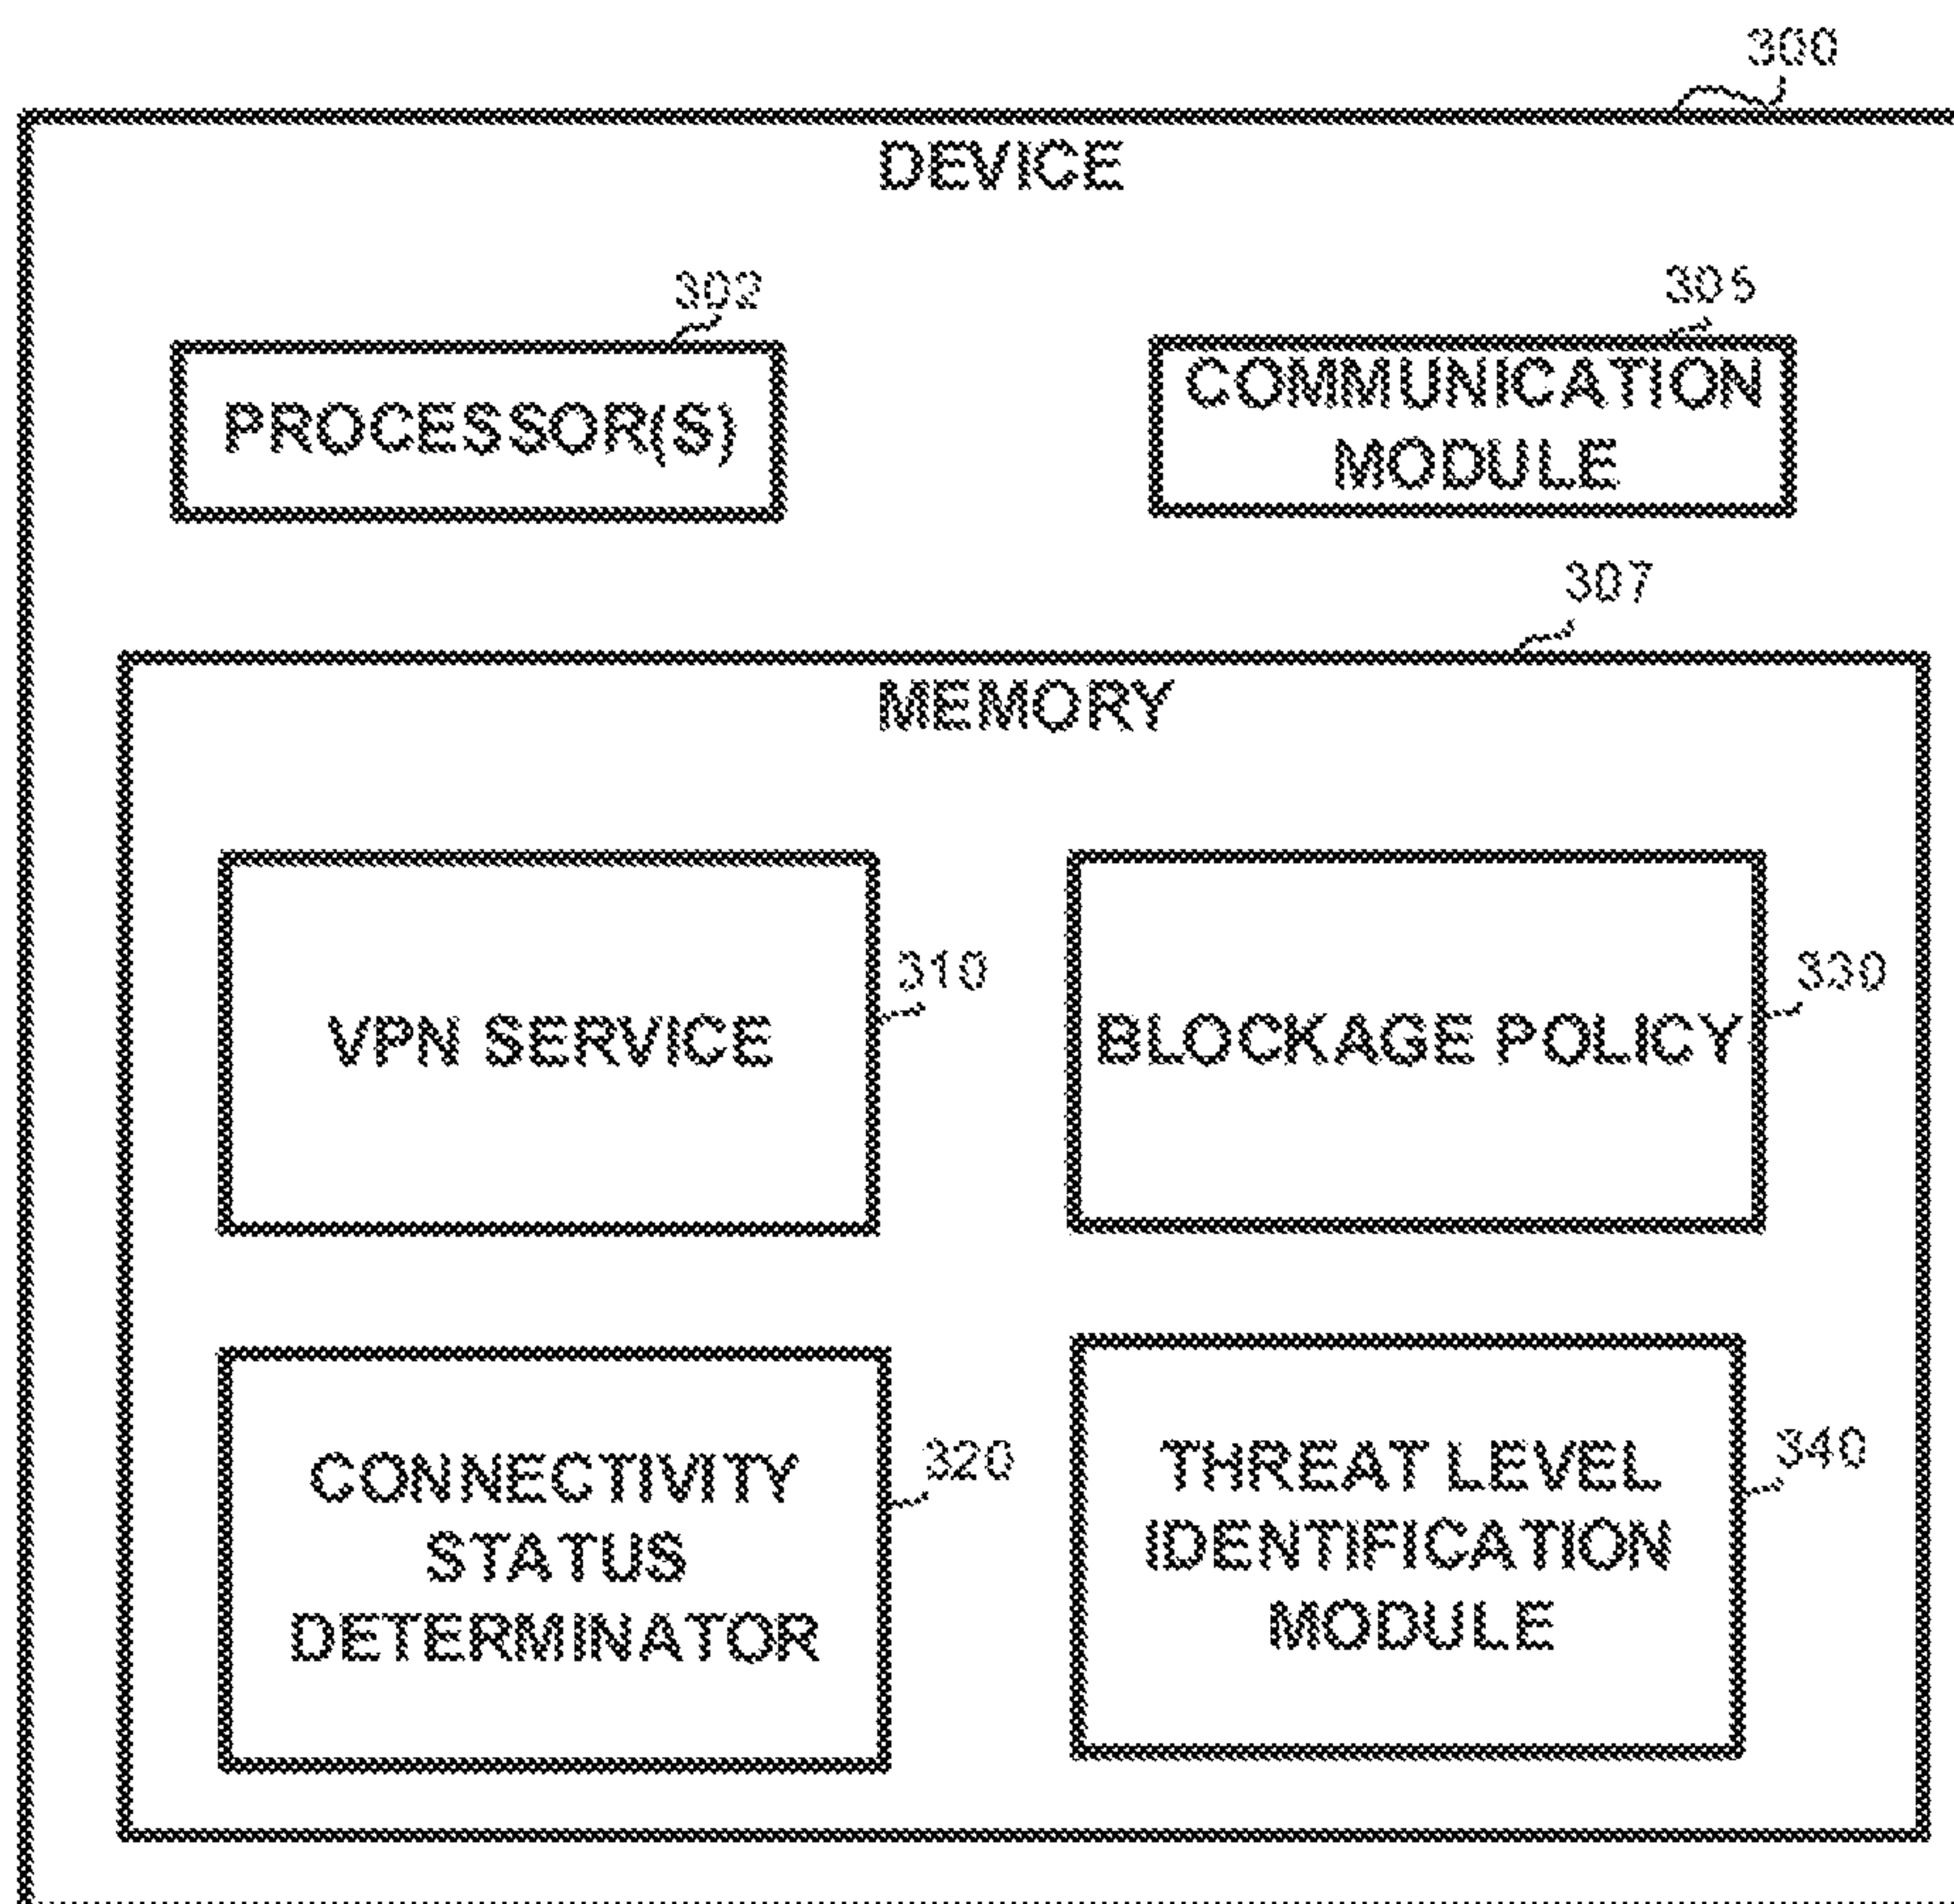 300
DEVICE
302
305
PROCESSOR(S)
COMMUNICATION
MODULE
307
MEMORY
310
330
VPN SERVICE
BLOCKAGE POLICY
320
340
CONNECTIVITY
STATUS
DETERMINATOR
THREAT LEVEL
IDENTIFICATION
MODULE